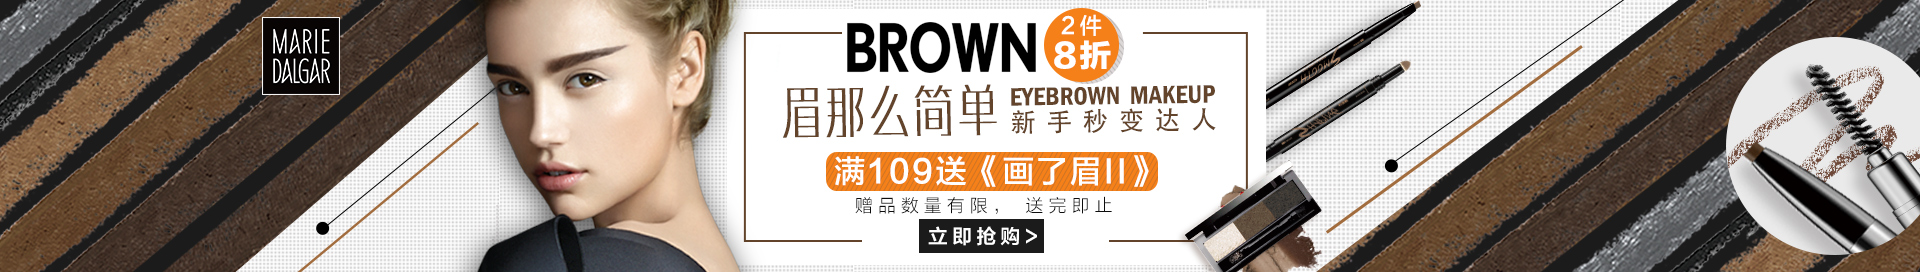 MARIE
DALGAR
BROWN
2件
8折
眉那么简单
EYEBROWN MAKEUP
新手秒变达人
满109送《画了眉II》
赠品数量有限， 送完即止
立即抢购>